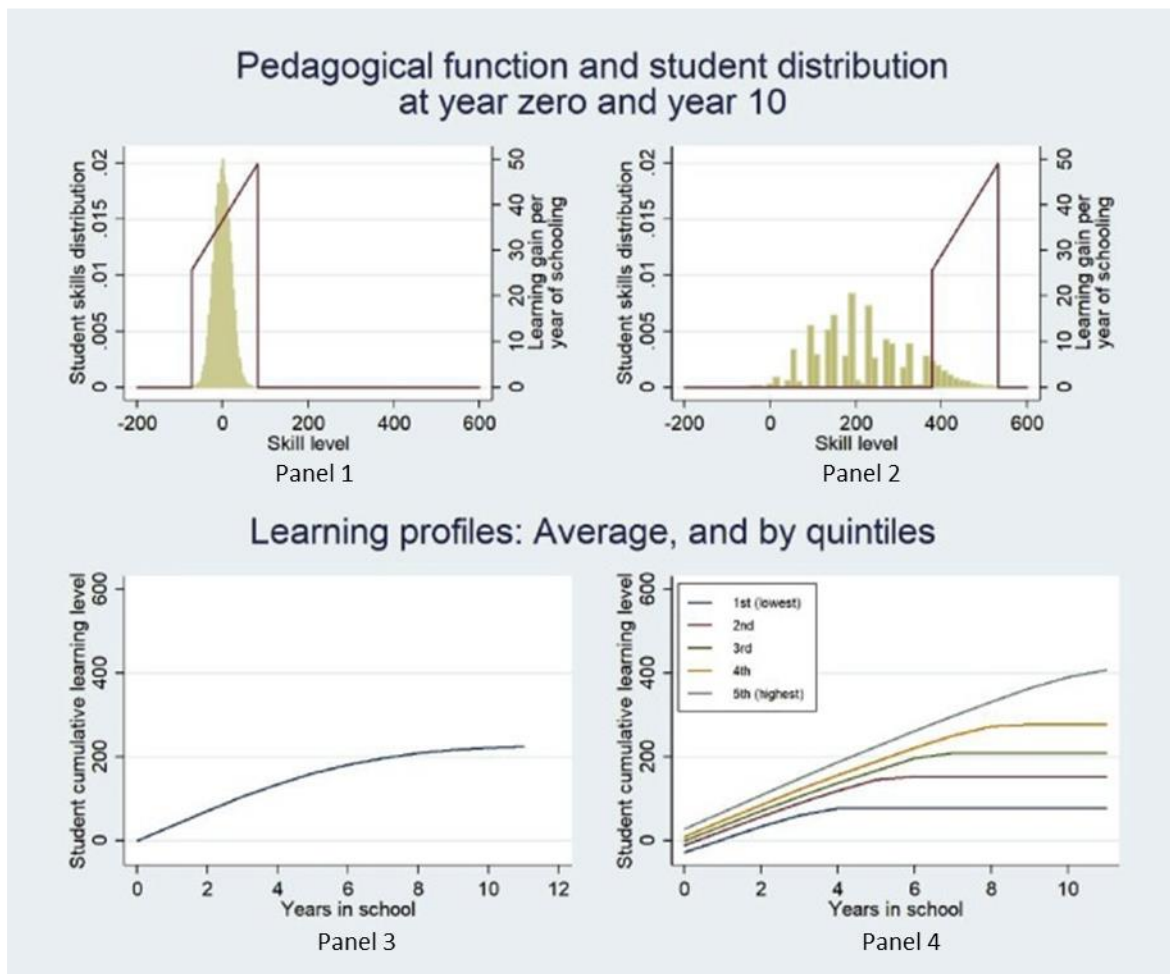 Pedagogical function and student distribution
at year zero and year 10
Student skills distribution
0 .005 .01 .015 .02
0 10 20 30 40 50
Learning gain per
year of schooling
-200 0 200 400 600
Skill level
Panel 1
Student skills distribution
0 .005 .01 .015 .02
0 10 20 30 40 50
Learning gain per
year of schooling
-200 0 200 400 600
Skill level
Panel 2
Learning profiles: Average, and by quintiles
Student cumulative learning level
0 200 400 600
0 2 4 6 8 10 12
Years in school
Panel 3
Student cumulative learning level
0 200 400 600
1st (lowest)
2nd
3rd
4th
5th (highest)
0 2 4 6 8 10
Years in school
Panel 4